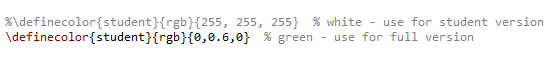 %\definecolor{student}{rgb}{255, 255, 255}  % white - use for student version
\definecolor{student}{rgb}{0,0.6,0}  % green - use for full version